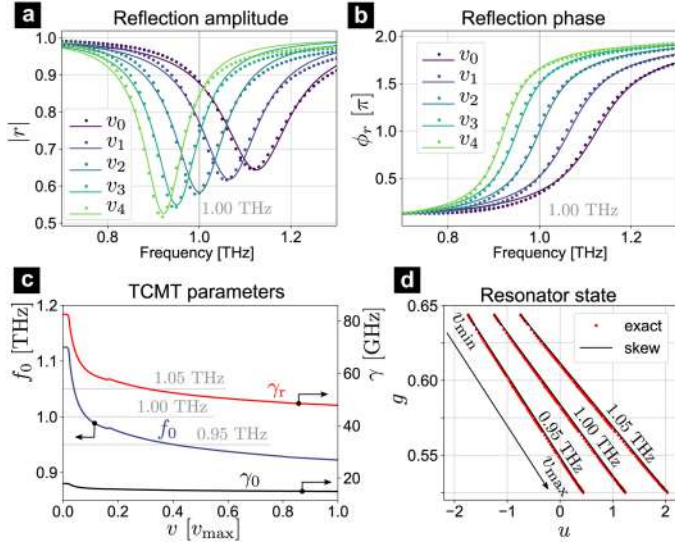 a
Reflection amplitude
1.0
0.9
0.8
0.7
0.6
0.5
|r|
v0
v1
v2
v3
v4
1.00 THz
0.8 1.0 1.2
Frequency [THz]
b
Reflection phase
2.0
1.5
1.0
0.5
ϕr [π]
v0
v1
v2
v3
v4
1.00 THz
0.8 1.0 1.2
Frequency [THz]
c
TCMT parameters
1.2
1.1
1.0
0.9
f0 [THz]
80
60
40
20
γ [GHz]
1.05 THz
γr
1.00 THz
f0 0.95 THz
γ0
0.0 0.2 0.4 0.6 0.8 1.0
v [vmax]
d
Resonator state
0.65
0.60
0.55
g
vmin
exact
skew
0.95 THz
1.00 THz
1.05 THz
vmax
-2 -1 0 1 2
u